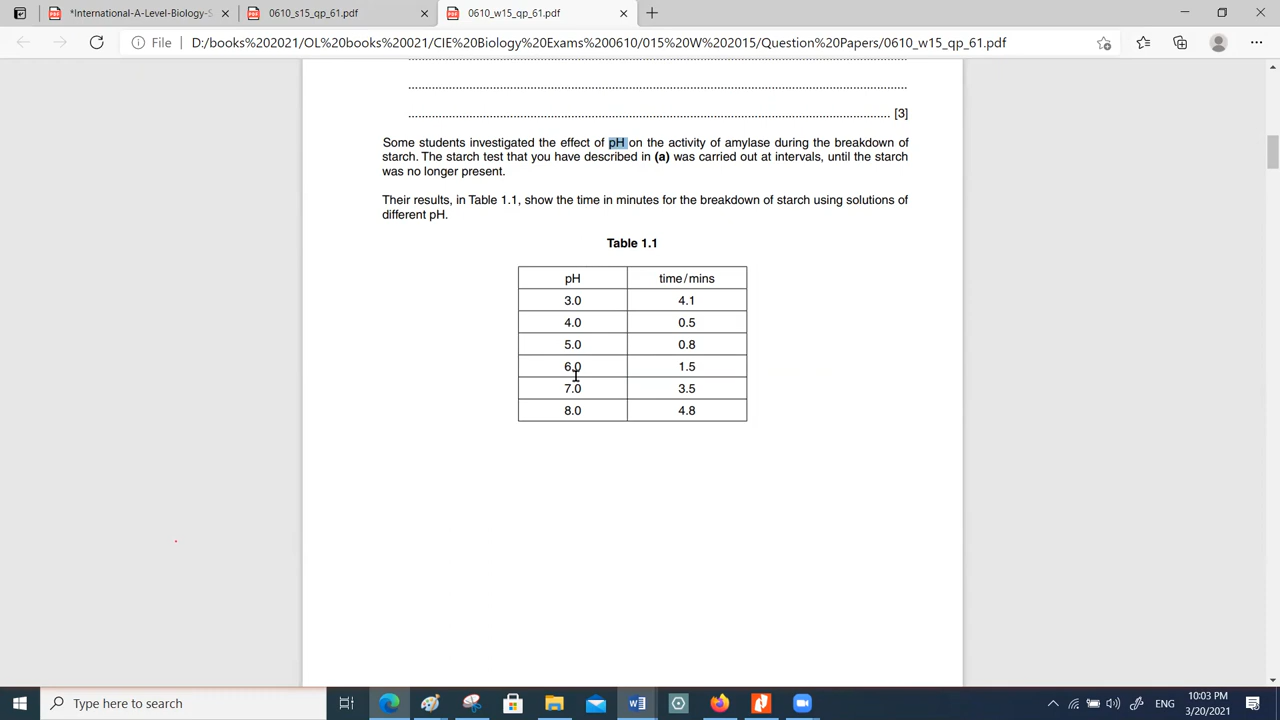 *International-A-Level-Biology-S
0610_s15_qp_61.pdf
0610_w15_qp_61.pdf
File
D:/books%202021/OL%20books%20021/CIE%20Biology%20Exams%200610/015%20W%202015/Question%20Papers/0610_w15_qp_61.pdf
[3]
Some students investigated the effect of pH on the activity of amylase during the breakdown of
starch. The starch test that you have described in (a) was carried out at intervals, until the starch
was no longer present.
Their results, in Table 1.1, show the time in minutes for the breakdown of starch using solutions of
different pH.
Table 1.1
pH time/mins
3.0 4.1
4.0 0.5
5.0 0.8
6.0 1.5
7.0 3.5
8.0 4.8
Type here to search
ENG
10:03 PM
3/20/2021